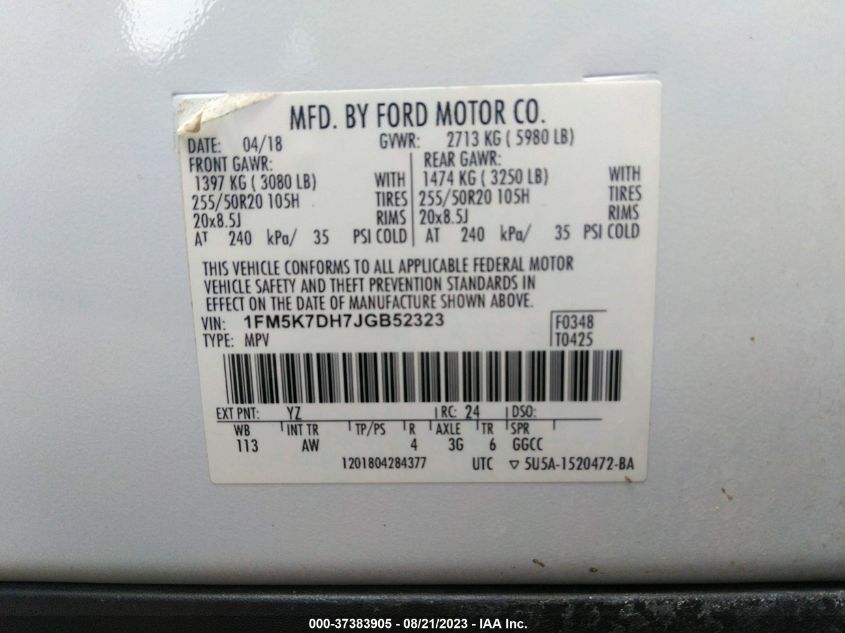 MFD. BY FORD MOTOR CO.
DATE: 04/18 GVWR: 2713 KG ( 5980 LB)
FRONT GAWR: REAR GAWR:
1397 KG ( 3080 LB) WITH 1474 KG ( 3250 LB) WITH
255/50R20 105H TIRES 255/50R20 105H TIRES
20x8.5J RIMS 20x8.5J RIMS
AT 240 kPa/ 35 PSI COLD AT 240 kPa/ 35 PSI COLD
THIS VEHICLE CONFORMS TO ALL APPLICABLE FEDERAL MOTOR
VEHICLE SAFETY AND THEFT PREVENTION STANDARDS IN
EFFECT ON THE DATE OF MANUFACTURE SHOWN ABOVE.
VIN: 1FM5K7DH7JGB52323 F0348
TYPE: MPV T0425
EXT PNT: YZ RC: 24 DSO:
WB INT TR TP/PS R AXLE TR SPR
113 AW 4 3G 6 GGCC
1201804284377 UTC ▽ 5U5A-1520472-BA
000-37383905 - 08/21/2023 - IAA Inc.